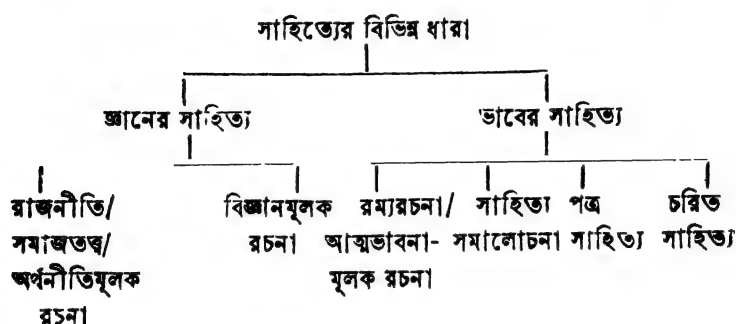 সাহিত্যের বিভিন্ন ধারা
জ্ঞানের সাহিত্য
ভাবের সাহিত্য
রাজনীতি/
সমাজতত্ত্ব/
অর্থনীতিমূলক
রচনা
বিজ্ঞানমূলক
রচনা
রম্যরচনা/
আত্মভাবনা-
মূলক রচনা
সাহিত্য
সমালোচনা
পত্র
সাহিত্য
চরিত
সাহিত্য